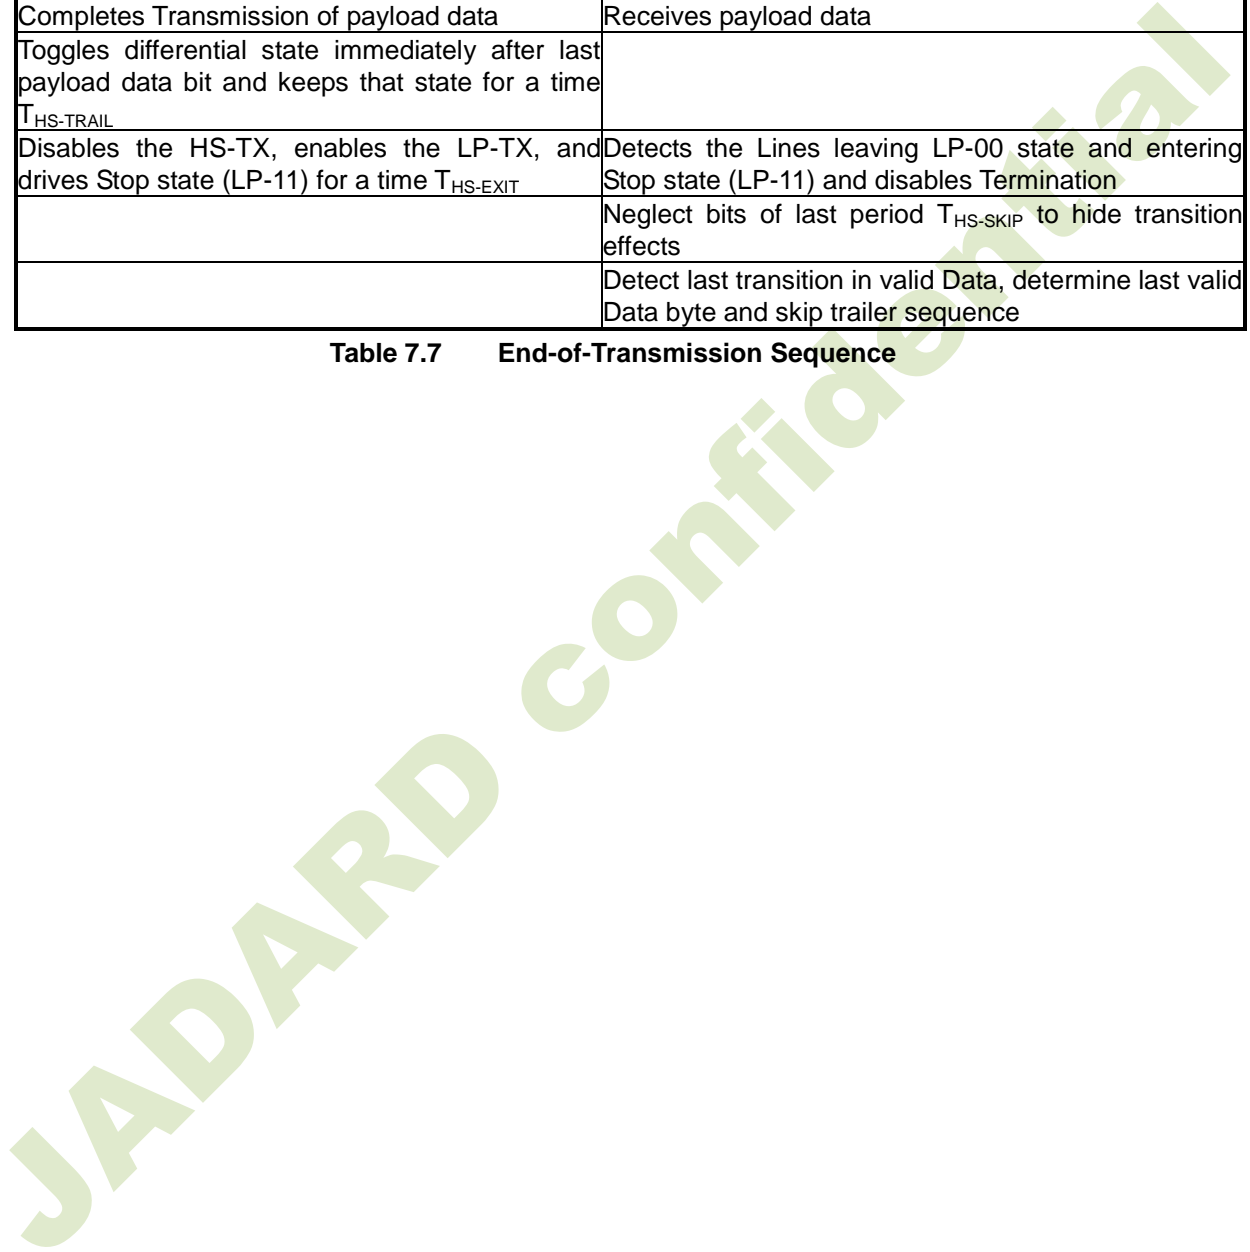 Completes Transmission of payload data Receives payload data
Toggles differential state immediately after last
payload data bit and keeps that state for a time
THS-TRAIL
Disables the HS-TX, enables the LP-TX, and Detects the Lines leaving LP-00 state and entering
drives Stop state (LP-11) for a time THS-EXIT Stop state (LP-11) and disables Termination
Neglect bits of last period THS-SKIP to hide transition
effects
Detect last transition in valid Data, determine last valid
Data byte and skip trailer sequence
Table 7.7 End-of-Transmission Sequence
JADARD confidential